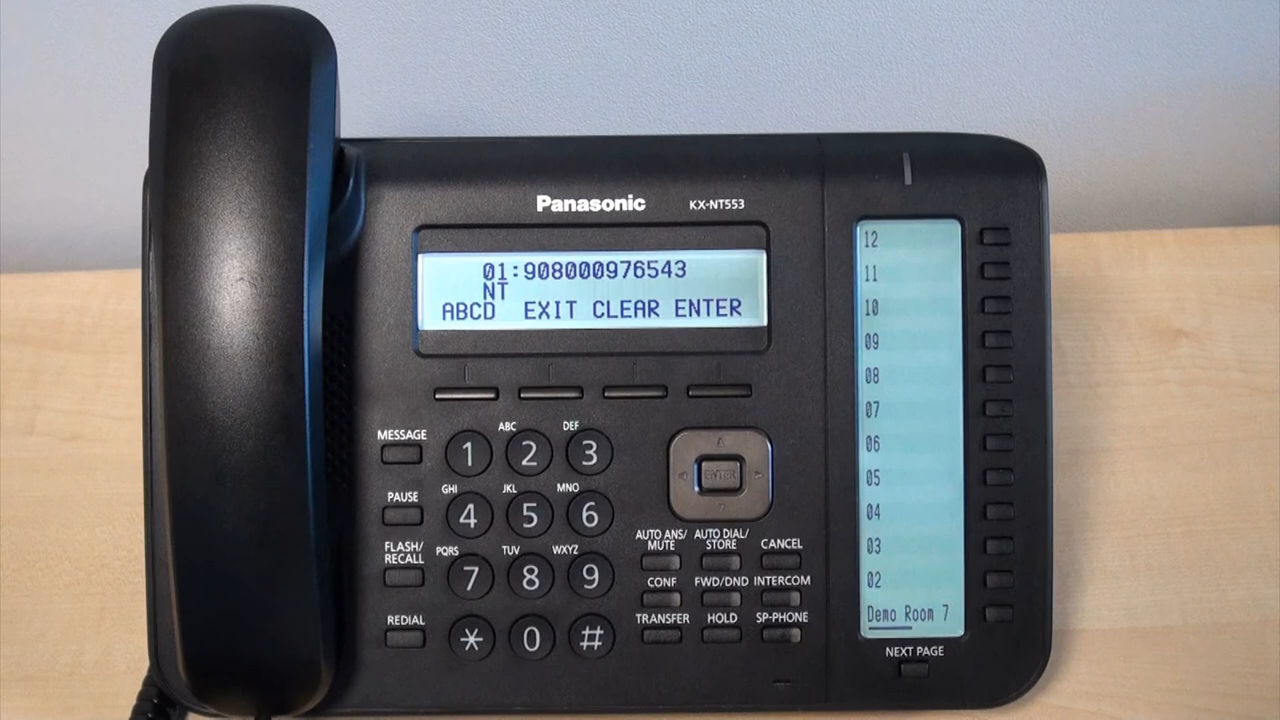 Panasonic KX-NT553
01:908000976543
NT
ABCD EXIT CLEAR ENTER
12
11
10
09
08
07
06
05
04
03
02
Demo Room 7
NEXT PAGE
MESSAGE
PAUSE
FLASH/
RECALL
REDIAL
1
ABC 2
DEF 3
GHI 4
JKL 5
MNO 6
PQRS 7
TUV 8
WXYZ 9
* 0 #
ENTER
AUTO ANS/
MUTE
AUTO DIAL/
STORE
CANCEL
CONF FWD/DND INTERCOM
TRANSFER HOLD SP-PHONE